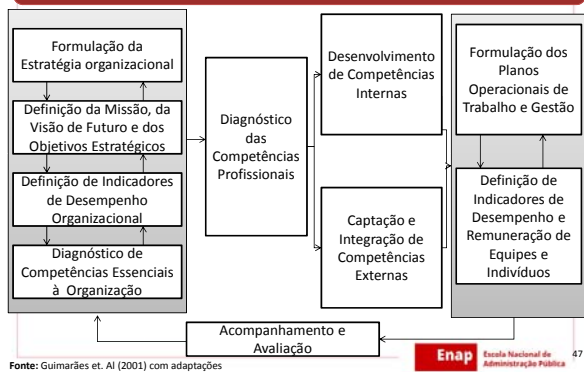 Formulação da
Estratégia organizacional
Definição da Missão, da
Visão de Futuro e dos
Objetivos Estratégicos
Definição de Indicadores
de Desempenho
Organizacional
Diagnóstico de
Competências Essenciais
à Organização
Diagnóstico
das
Competências
Profissionais
Desenvolvimento
de Competências
Internas
Captação e
Integração de
Competências
Externas
Formulação dos
Planos
Operacionais de
Trabalho e Gestão
Definição de
Indicadores de
Desempenho e
Remuneração de
Equipes e
Indivíduos
Acompanhamento e
Avaliação
Fonte: Guimarães et. Al (2001) com adaptações
Enap
Escola Nacional de
Administração Pública
47